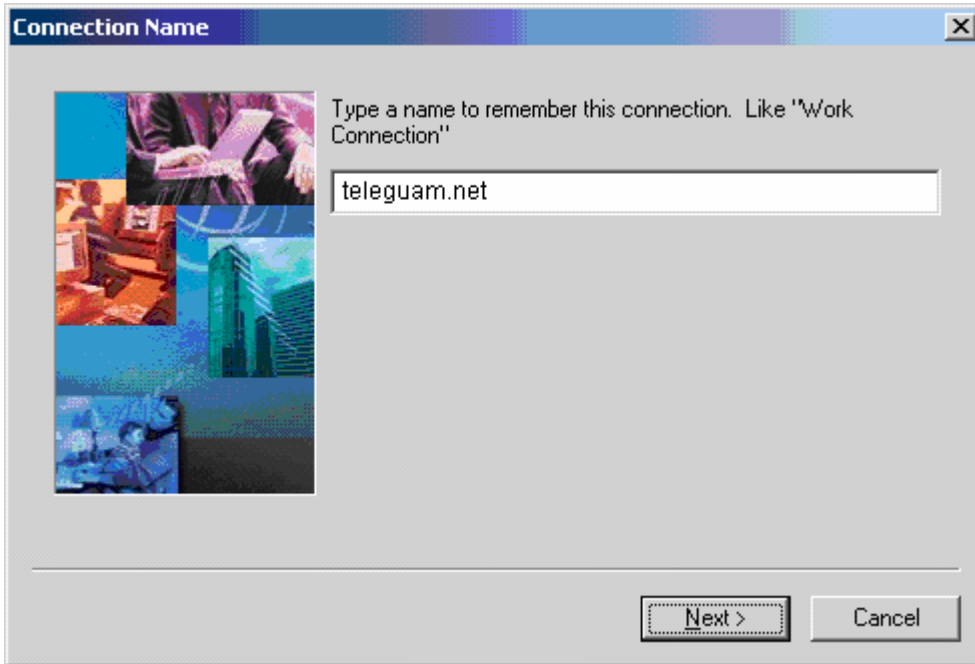 Connection Name
Type a name to remember this connection.  Like "Work
Connection"
teleguam.net
Next >
Cancel